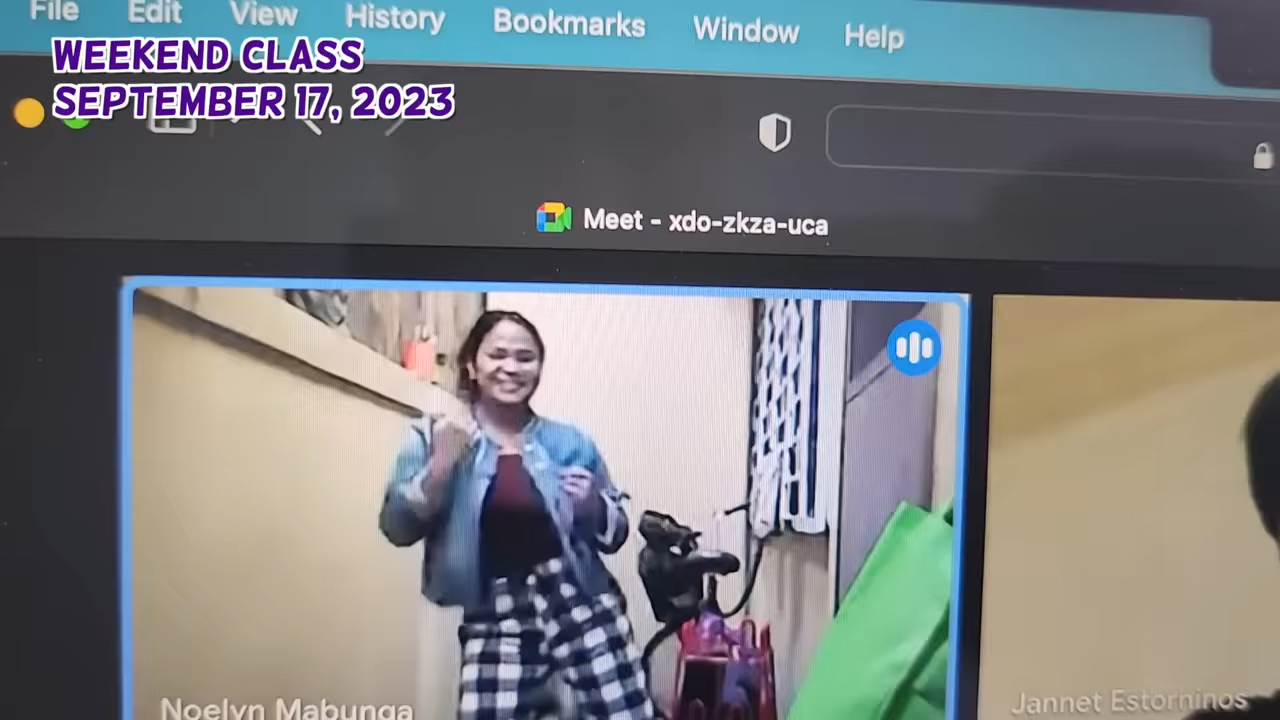 File Edit View History Bookmarks Window Help
WEEKEND CLASS
SEPTEMBER 17, 2023
Meet - xdo-zkza-uca
Noelyn Mabunga
Jannet Estorninos